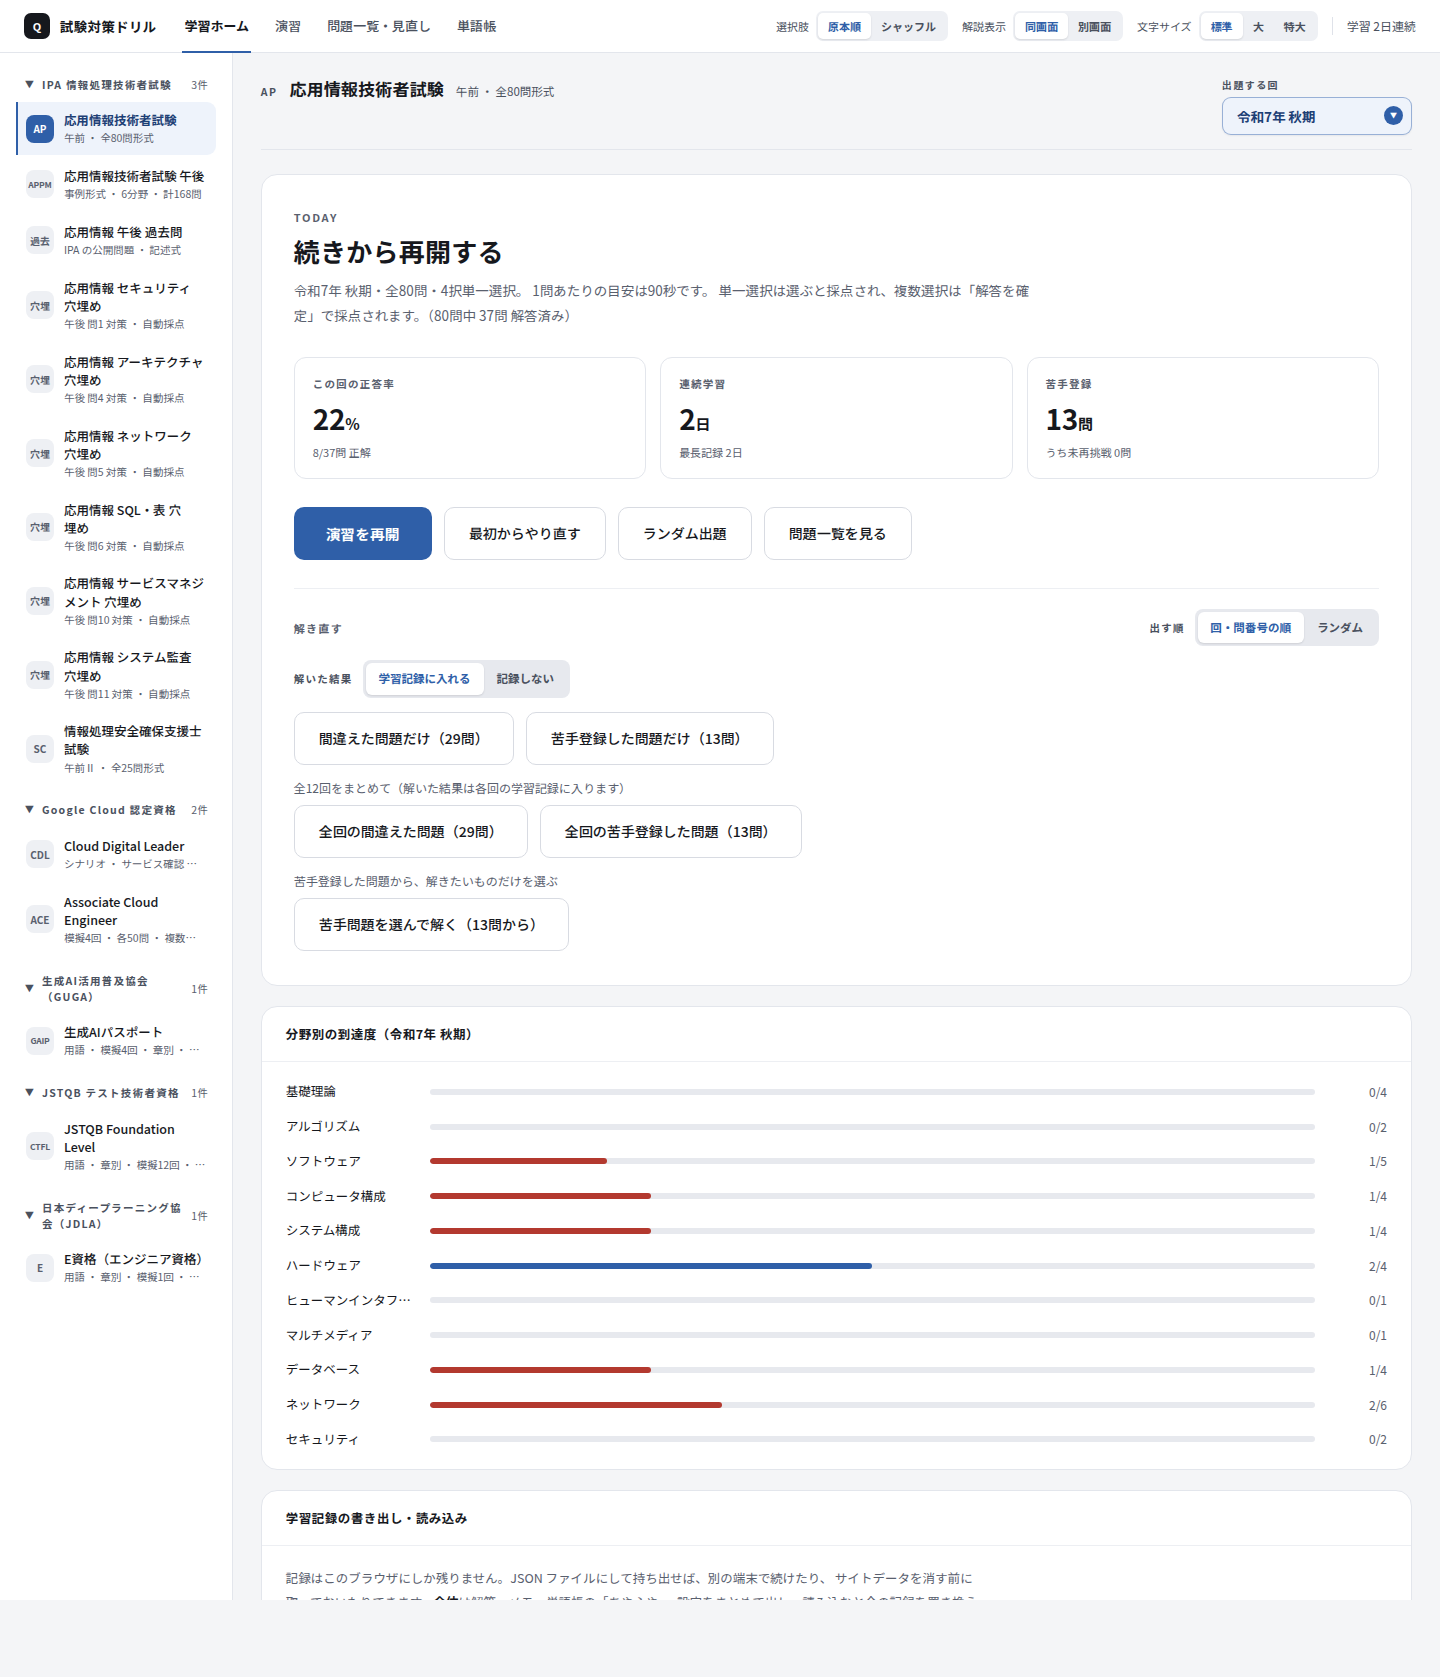 Q 試験対策ドリル 学習ホーム 演習 問題一覧・見直し 単語帳 選択肢 原本順 シャッフル 解説表示 同画面 別画面 文字サイズ 標準 大 特大 学習 2日連続
▼ IPA 情報処理技術者試験 3件
AP 応用情報技術者試験
午前 ・ 全80問形式
APPM 応用情報技術者試験 午後
事例形式 ・ 6分野 ・ 計168問
過去 応用情報 午後 過去問
IPA の公開問題 ・ 記述式
穴埋 応用情報 セキュリティ
穴埋め
午後 問1 対策 ・ 自動採点
穴埋 応用情報 アーキテクチャ
穴埋め
午後 問4 対策 ・ 自動採点
穴埋 応用情報 ネットワーク
穴埋め
午後 問5 対策 ・ 自動採点
穴埋 応用情報 SQL・表 穴
埋め
午後 問6 対策 ・ 自動採点
穴埋 応用情報 サービスマネジ
メント 穴埋め
午後 問10 対策 ・ 自動採点
穴埋 応用情報 システム監査
穴埋め
午後 問11 対策 ・ 自動採点
SC 情報処理安全確保支援士
試験
午前Ⅱ ・ 全25問形式
▼ Google Cloud 認定資格 2件
CDL Cloud Digital Leader
シナリオ ・ サービス確認 …
ACE Associate Cloud
Engineer
模擬4回 ・ 各50問 ・ 複数…
▼ 生成AI活用普及協会
（GUGA） 1件
GAIP 生成AIパスポート
用語 ・ 模擬4回 ・ 章別 ・ …
▼ JSTQB テスト技術者資格 1件
CTFL JSTQB Foundation
Level
用語 ・ 章別 ・ 模擬12回 ・ …
▼ 日本ディープラーニング協
会（JDLA） 1件
E E資格（エンジニア資格）
用語 ・ 章別 ・ 模擬1回 ・ …
AP 応用情報技術者試験 午前 ・ 全80問形式
出題する回
令和7年 秋期 ▼
TODAY
続きから再開する
令和7年 秋期・全80問・4択単一選択。 1問あたりの目安は90秒です。 単一選択は選ぶと採点され、複数選択は「解答を確
定」で採点されます。（80問中 37問 解答済み）
この回の正答率
22%
8/37問 正解
連続学習
2日
最長記録 2日
苦手登録
13問
うち未再挑戦 0問
演習を再開 最初からやり直す ランダム出題 問題一覧を見る
解き直す 出す順 回・問番号の順 ランダム
解いた結果 学習記録に入れる 記録しない
間違えた問題だけ（29問） 苦手登録した問題だけ（13問）
全12回をまとめて（解いた結果は各回の学習記録に入ります）
全回の間違えた問題（29問） 全回の苦手登録した問題（13問）
苦手登録した問題から、解きたいものだけを選ぶ
苦手問題を選んで解く（13問から）
分野別の到達度（令和7年 秋期）
基礎理論 0/4
アルゴリズム 0/2
ソフトウェア 1/5
コンピュータ構成 1/4
システム構成 1/4
ハードウェア 2/4
ヒューマンインタフ… 0/1
マルチメディア 0/1
データベース 1/4
ネットワーク 2/6
セキュリティ 0/2
学習記録の書き出し・読み込み
記録はこのブラウザにしか残りません。JSON ファイルにして持ち出せば、別の端末で続けたり、 サイトデータを消す前に